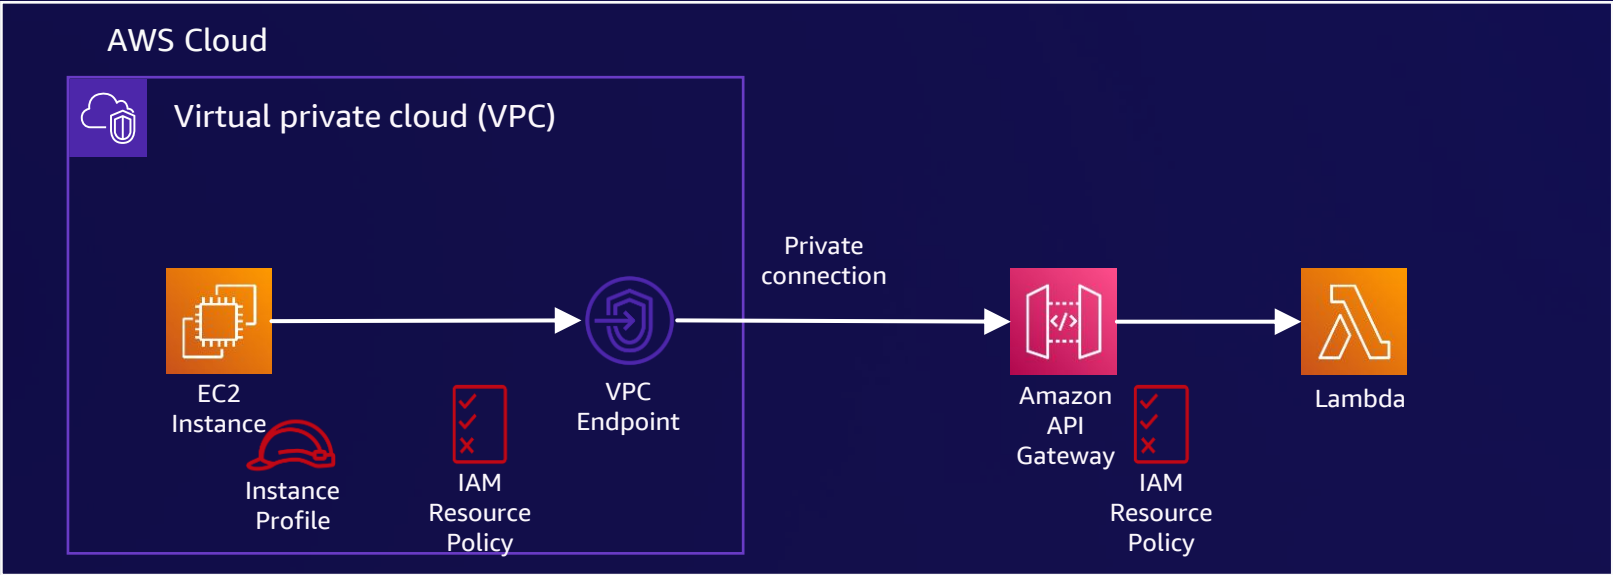 AWS Cloud
Virtual private cloud (VPC)
Private
connection
EC2
Instance
Instance
Profile
IAM
Resource
Policy
VPC
Endpoint
Amazon
API
Gateway
IAM
Resource
Policy
Lambda